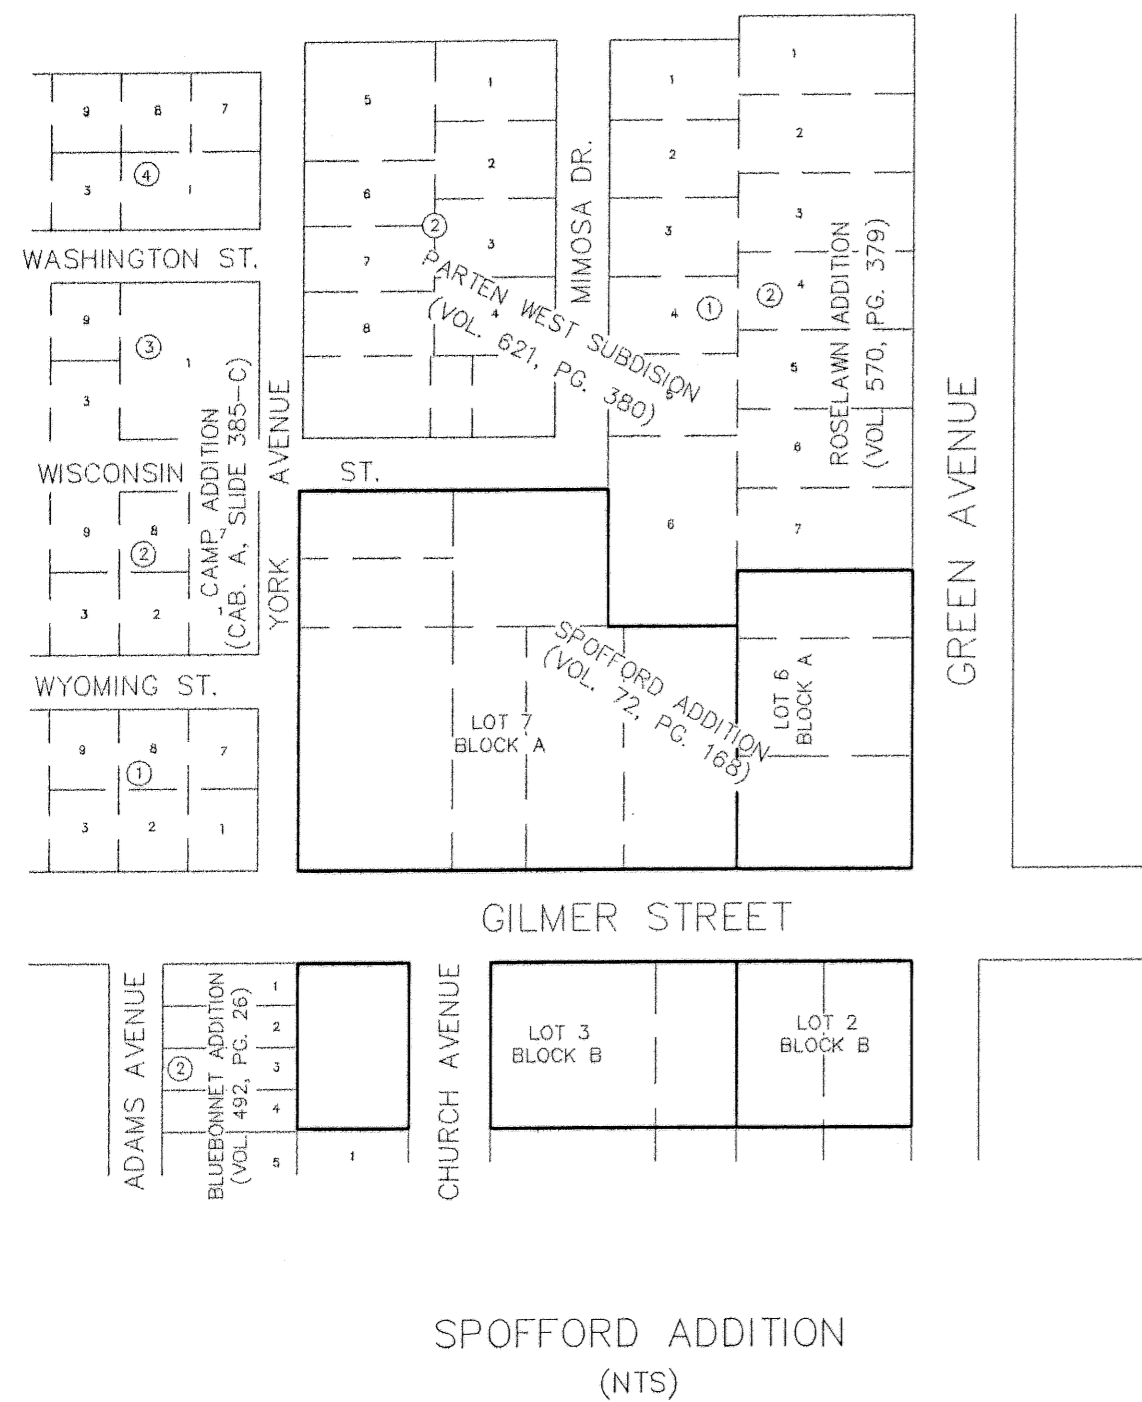 9
8
7
3
4
1
WASHINGTON ST.
9
3
1
3
WISCONSIN
ST.
9
8
7
2
3
2
1
WYOMING ST.
9
8
7
1
3
2
1
CAMP ADDITION
(CAB. A, SLIDE 385-C)
YORK AVENUE
5
6
7
8
2
1
2
3
4
PARTEN WEST SUBDISION
(VOL. 621, PG. 380)
MIMOSA DR.
1
2
3
4
5
6
1
2
1
2
3
4
5
6
7
ROSELAWN ADDITION
(VOL. 570, PG. 379)
GREEN AVENUE
SPOFFORD ADDITION
(VOL. 72, PG. 168)
LOT 7
BLOCK A
LOT 6
BLOCK A
GILMER STREET
ADAMS AVENUE
BLUEBONNET ADDITION
(VOL. 492, PG. 26)
2
1
2
3
4
5
1
CHURCH AVENUE
LOT 3
BLOCK B
LOT 2
BLOCK B
SPOFFORD ADDITION
(NTS)